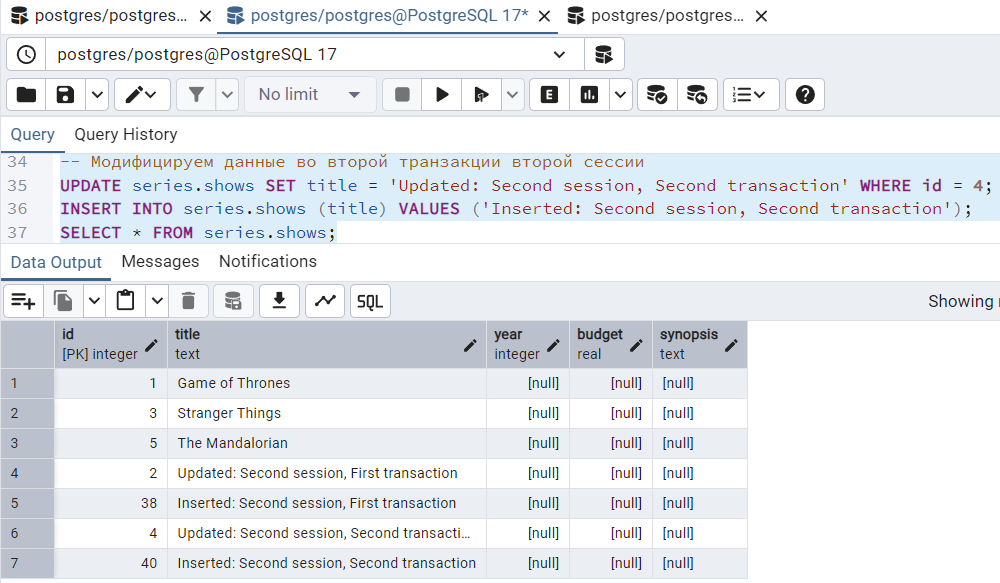 postgres/postgres... postgres/postgres@PostgreSQL 17* postgres/postgres...
postgres/postgres@PostgreSQL 17
No limit E
Query Query History
34 -- Модифицируем данные во второй транзакции второй сессии
35 UPDATE series.shows SET title = 'Updated: Second session, Second transaction' WHERE id = 4;
36 INSERT INTO series.shows (title) VALUES ('Inserted: Second session, Second transaction');
37 SELECT * FROM series.shows;
Data Output Messages Notifications
SQL Showing
id title year budget synopsis
[PK] integer text integer real text
1 1 Game of Thrones [null] [null] [null]
2 3 Stranger Things [null] [null] [null]
3 5 The Mandalorian [null] [null] [null]
4 2 Updated: Second session, First transaction [null] [null] [null]
5 38 Inserted: Second session, First transaction [null] [null] [null]
6 4 Updated: Second session, Second transacti... [null] [null] [null]
7 40 Inserted: Second session, Second transaction [null] [null] [null]